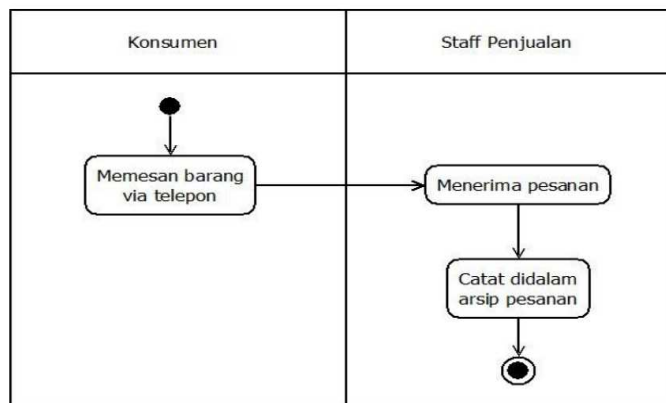 Konsumen
Staff Penjualan
Memesan barang
via telepon
Menerima pesanan
Catat didalam
arsip pesanan